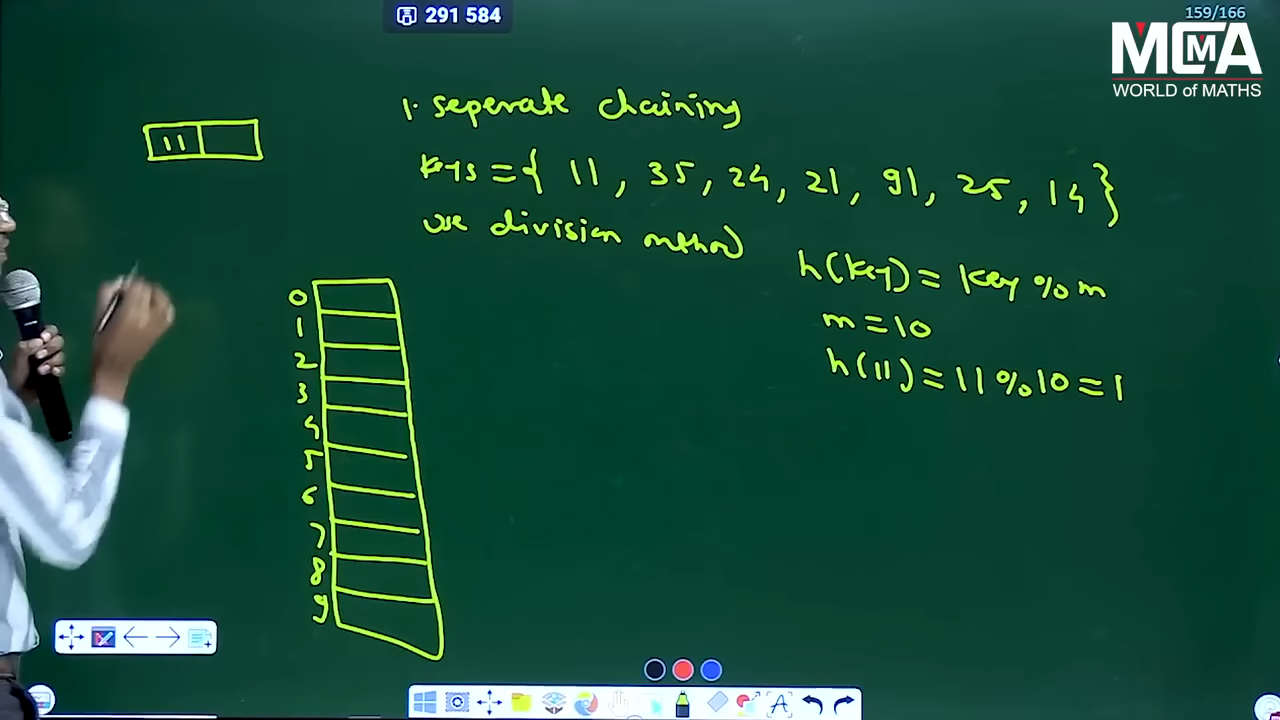 291 584
159/166
MCMA
WORLD of MATHS
1. seperate chaining
11
keys = { 11, 35, 24, 21, 91, 25, 14 }
use division method
h(key) = key % m
m = 10
h(11) = 11 % 10 = 1
0
1
2
3
4
5
6
7
8
9
A